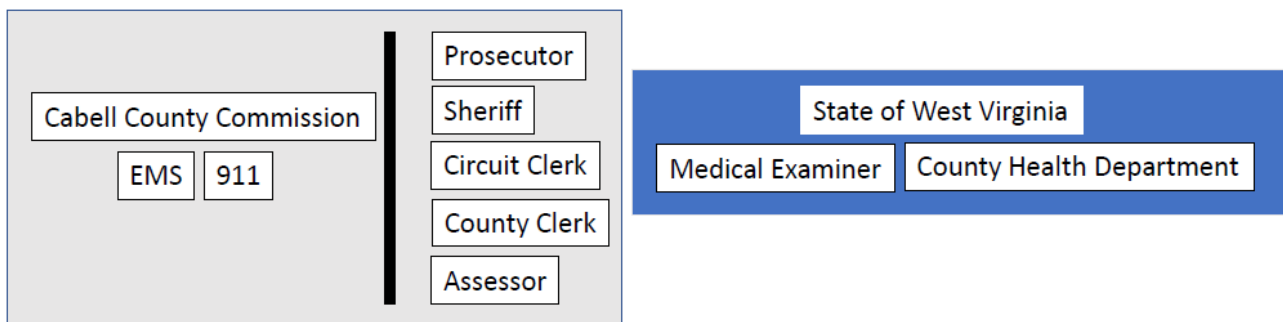 Cabell County Commission
EMS
911
Prosecutor
Sheriff
Circuit Clerk
County Clerk
Assessor
State of West Virginia
Medical Examiner
County Health Department